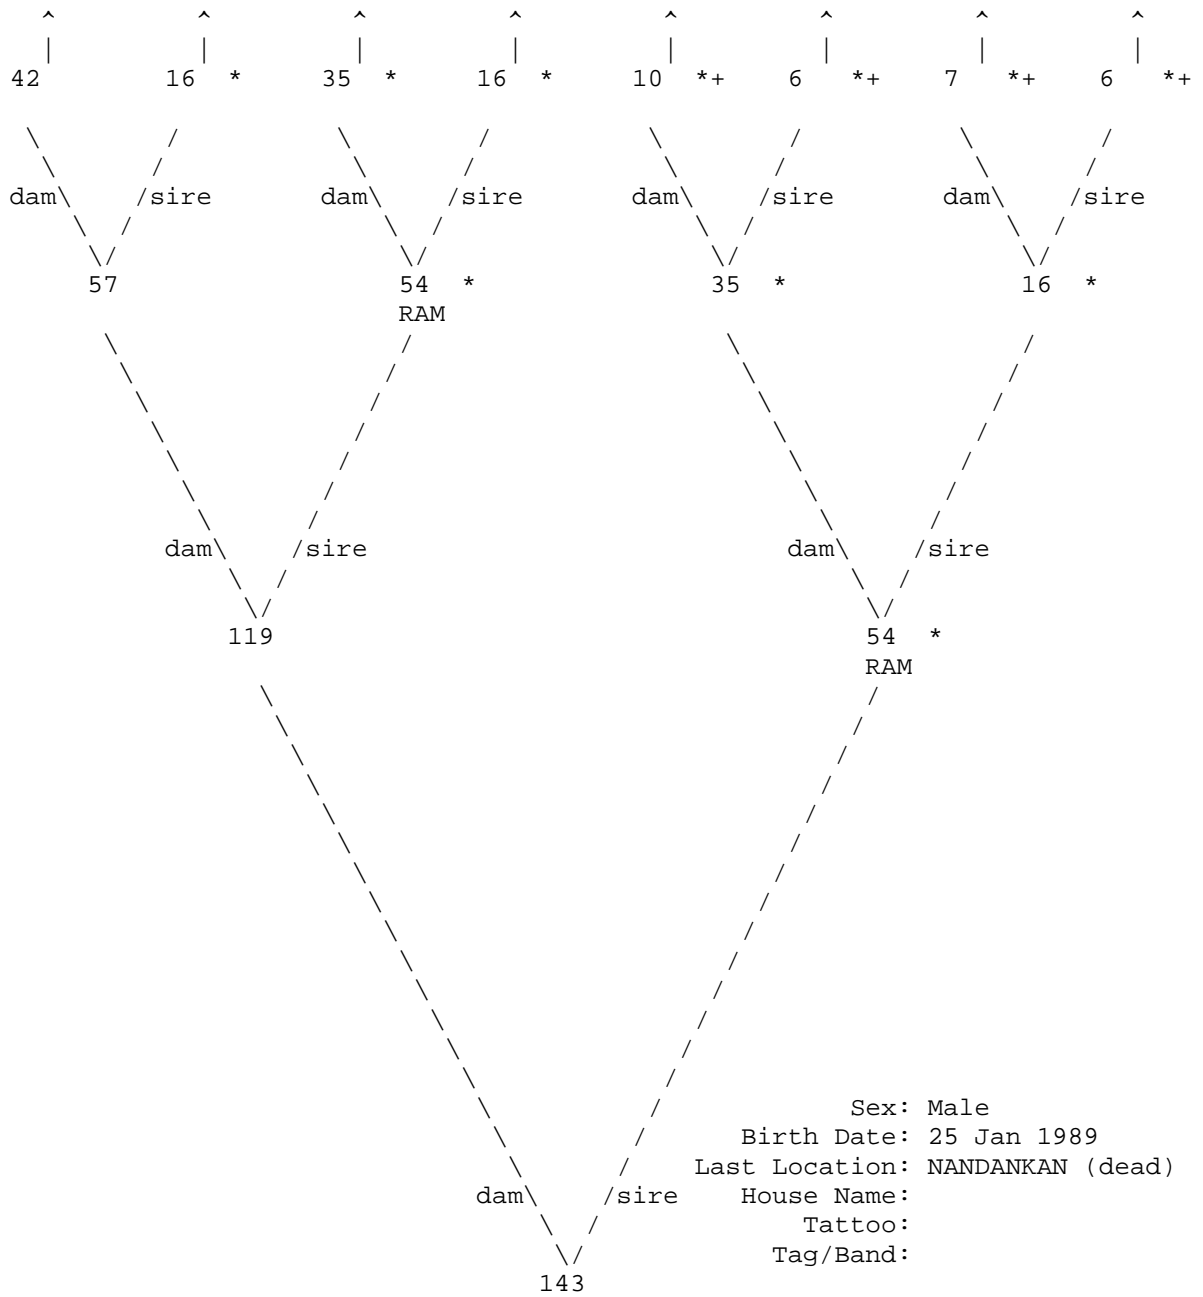 ^ ^ ^ ^ ^ ^ ^ ^
| | | | | | | |
42 16 * 35 * 16 * 10 *+ 6 *+ 7 *+ 6 *+
dam sire dam sire dam sire dam sire
57 54 * 35 * 16 *
RAM
dam sire dam sire
119 54 *
RAM
Sex: Male
Birth Date: 25 Jan 1989
Last Location: NANDANKAN (dead)
dam sire House Name:
Tattoo:
Tag/Band:
143